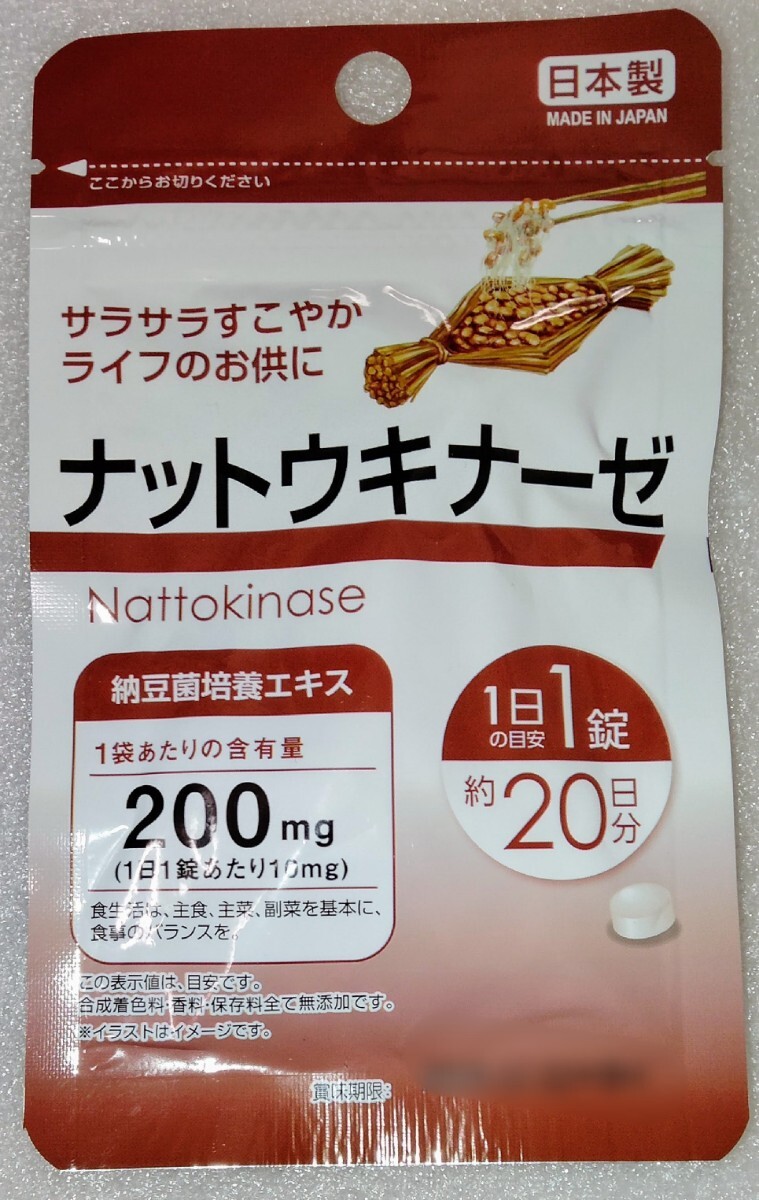 日本製
MADE IN JAPAN
ここからお切りください
サラサラすこやか
ライフのお供に
ナットウキナーゼ
Nattokinase
納豆菌培養エキス
1袋あたりの含有量
200mg
(1日1錠あたり10mg)
食生活は、主食、主菜、副菜を基本に、
食事のバランスを。
1日の目安1錠
約20日分
この表示値は、目安です。
合成着色料・香料・保存料全て無添加です。
※イラストはイメージです。
賞味期限: